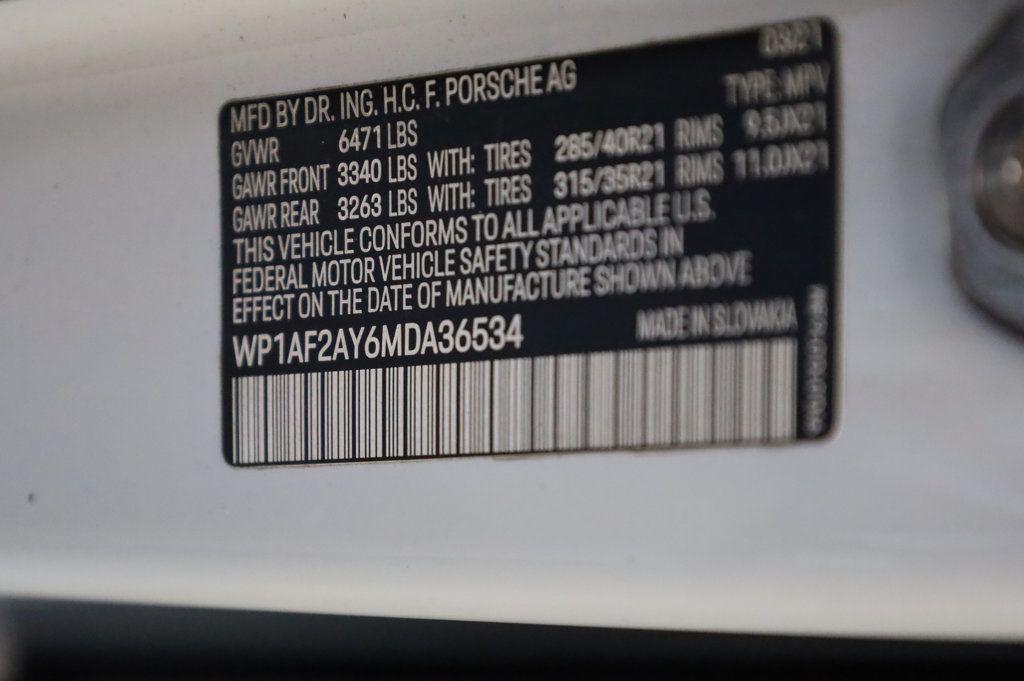 MFD BY DR. ING. H.C. F. PORSCHE AG 03/21
GVWR 6471 LBS TYPE: MPV
GAWR FRONT 3340 LBS WITH: TIRES 285/40R21 RIMS 9.5JX21
GAWR REAR 3263 LBS WITH: TIRES 315/35R21 RIMS 11.0JX21
THIS VEHICLE CONFORMS TO ALL APPLICABLE U.S.
FEDERAL MOTOR VEHICLE SAFETY STANDARDS IN
EFFECT ON THE DATE OF MANUFACTURE SHOWN ABOVE
WP1AF2AY6MDA36534 MADE IN SLOVAKIA